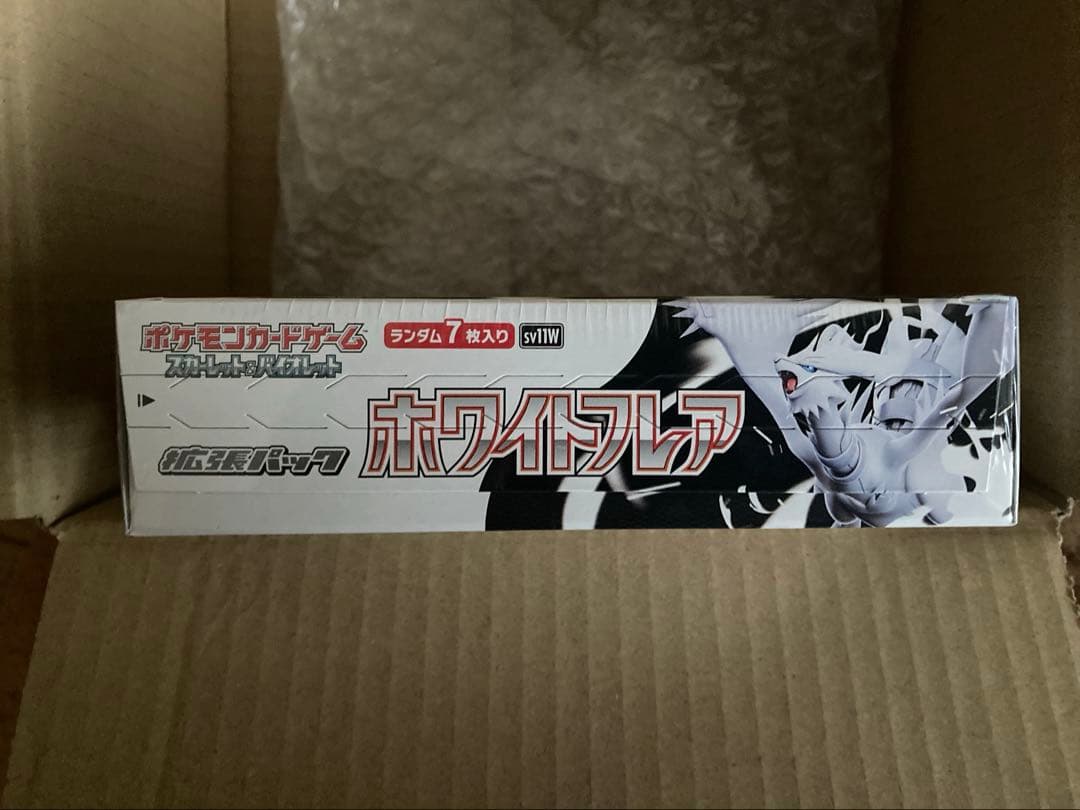 ポケモンカードゲーム
スカーレット&バイオレット
ランダム7枚入り
sv11W
拡張パック
ホワイトフレア